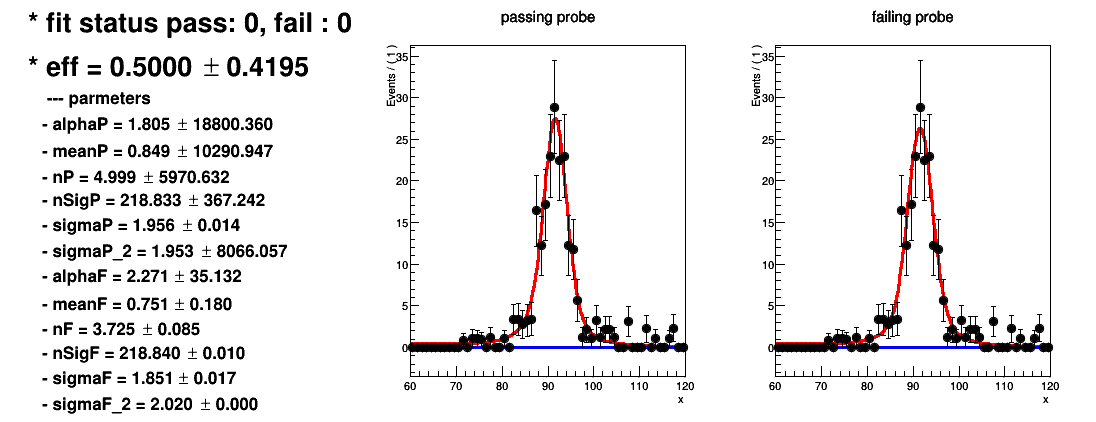 * fit status pass: 0, fail : 0
* eff = 0.5000 ± 0.4195
--- parmeters
- alphaP = 1.805 ± 18800.360
- meanP = 0.849 ± 10290.947
- nP = 4.999 ± 5970.632
- nSigP = 218.833 ± 367.242
- sigmaP = 1.956 ± 0.014
- sigmaP_2 = 1.953 ± 8066.057
- alphaF = 2.271 ± 35.132
- meanF = 0.751 ± 0.180
- nF = 3.725 ± 0.085
- nSigF = 218.840 ± 0.010
- sigmaF = 1.851 ± 0.017
- sigmaF_2 = 2.020 ± 0.000
passing probe
Events / ( 1 )
35
30
25
20
15
10
5
0
60 70 80 90 100 110 120
x
failing probe
Events / ( 1 )
35
30
25
20
15
10
5
0
60 70 80 90 100 110 120
x